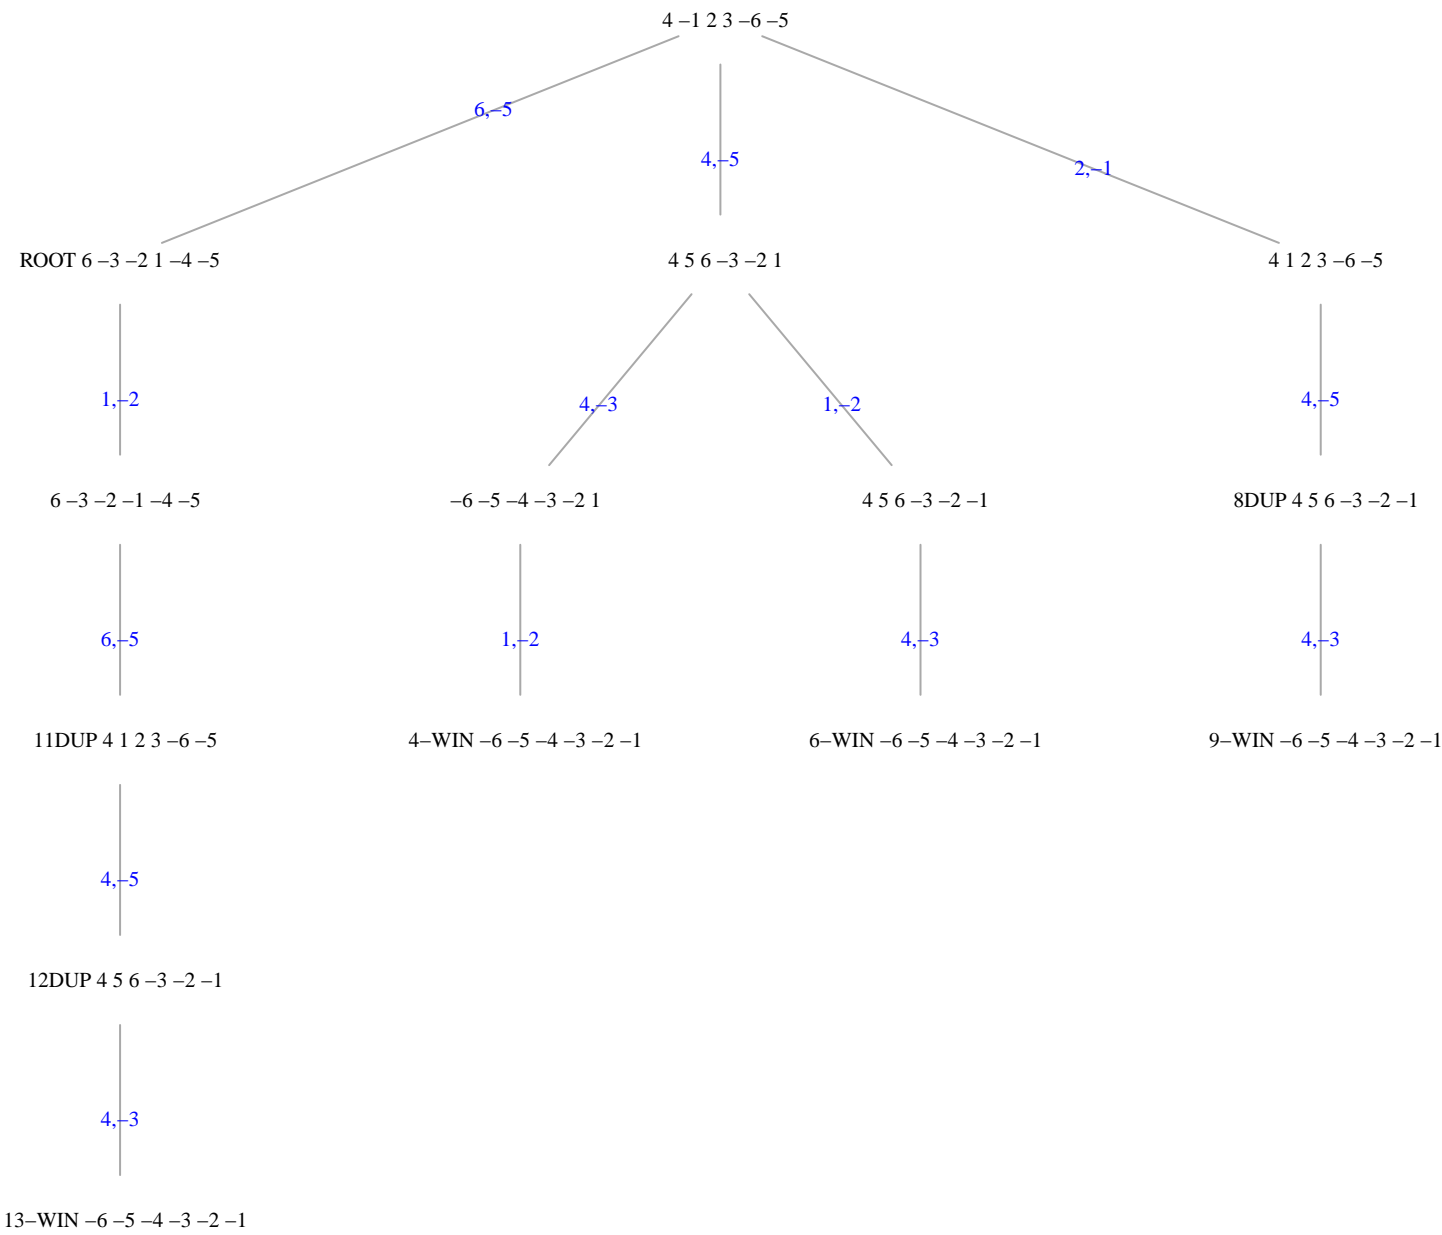 4 –1 2 3 –6 –5
6,–5
4,–5
2,–1
ROOT 6 –3 –2 1 –4 –5
4 5 6 –3 –2 1
4 1 2 3 –6 –5
1,–2
4,–3
1,–2
4,–5
6 –3 –2 –1 –4 –5
–6 –5 –4 –3 –2 1
4 5 6 –3 –2 –1
8DUP 4 5 6 –3 –2 –1
6,–5
1,–2
4,–3
4,–3
11DUP 4 1 2 3 –6 –5
4–WIN –6 –5 –4 –3 –2 –1
6–WIN –6 –5 –4 –3 –2 –1
9–WIN –6 –5 –4 –3 –2 –1
4,–5
12DUP 4 5 6 –3 –2 –1
4,–3
13–WIN –6 –5 –4 –3 –2 –1